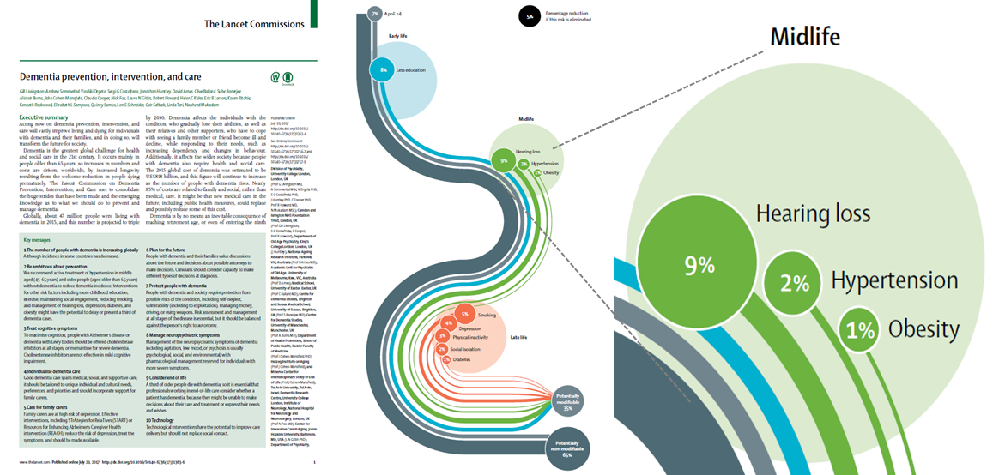 The Lancet Commissions
Dementia prevention, intervention, and care
Gill Livingston, Andrew Sommerlad, Vasiliki Orgeta, Sergi G Costafreda, Jonathan Huntley, David Ames, Clive Ballard, Sube Banerjee,
Alistair Burns, Jiska Cohen-Mansfield, Claudia Cooper, Nick Fox, Laura N Gitlin, Robert Howard, Helen C Kales, Eric B Larson, Karen Ritchie,
Kenneth Rockwood, Elizabeth L Sampson, Quincy Samus, Lon S Schneider, Geir Selbæk, Linda Teri, Naaheed Mukadam
Executive summary
Acting now on dementia prevention, intervention, and
care will vastly improve living and dying for individuals
with dementia and their families, and in doing so, will
transform the future for society.
Dementia is the greatest global challenge for health
and social care in the 21st century. It occurs mainly in
people older than 65 years, so increases in numbers and
costs are driven, worldwide, by increased longevity
resulting from the welcome reduction in people dying
prematurely. The Lancet Commission on Dementia
Prevention, Intervention, and Care met to consolidate
the huge strides that have been made and the emerging
knowledge as to what we should do to prevent and
manage dementia.
Globally, about 47 million people were living with
dementia in 2015, and this number is projected to triple
by 2050. Dementia affects the individuals with the
condition, who gradually lose their abilities, as well as
their relatives and other supporters, who have to cope
with seeing a family member or friend become ill and
decline, while responding to their needs, such as
increasing dependency and changes in behaviour.
Additionally, it affects the wider society because people
with dementia also require health and social care.
The 2015 global cost of dementia was estimated to be
US$818 billion, and this figure will continue to increase
as the number of people with dementia rises. Nearly
85% of costs are related to family and social, rather than
medical, care. It might be that new medical care in the
future, including public health measures, could replace
and possibly reduce some of this cost.
Dementia is by no means an inevitable consequence of
reaching retirement age, or even of entering the ninth
Published Online
July 20, 2017
Key messages
1 The number of people with dementia is increasing globally
Although incidence in some countries has decreased.
2 Be ambitious about prevention
We recommend active treatment of hypertension in middle
aged (45–65 years) and older people (aged older than 65 years)
without dementia to reduce dementia incidence. Interventions
for other risk factors including more childhood education,
exercise, maintaining social engagement, reducing smoking,
and management of hearing loss, depression, diabetes, and
obesity might have the potential to delay or prevent a third of
dementia cases.
3 Treat cognitive symptoms
To maximise cognition, people with Alzheimer's disease or
dementia with Lewy bodies should be offered cholinesterase
inhibitors at all stages, or memantine for severe dementia.
Cholinesterase inhibitors are not effective in mild cognitive
impairment.
4 Individualise dementia care
Good dementia care spans medical, social, and supportive care;
it should be tailored to unique individual and cultural needs,
preferences, and priorities and should incorporate support for
family carers.
5 Care for family carers
Family carers are at high risk of depression. Effective
interventions, including STrAtegies for RelaTives (START) or
Resources for Enhancing Alzheimer's Caregiver Health
intervention (REACH), reduce the risk of depression, treat the
symptoms, and should be made available.
6 Plan for the future
People with dementia and their families value discussions
about the future and decisions about possible attorneys to
make decisions. Clinicians should consider capacity to make
different types of decisions at diagnosis.
7 Protect people with dementia
People with dementia and society require protection from
possible risks of the condition, including self-neglect,
vulnerability (including to exploitation), managing money,
driving, or using weapons. Risk assessment and management
at all stages of the disease is essential, but it should be balanced
against the person's right to autonomy.
8 Manage neuropsychiatric symptoms
Management of the neuropsychiatric symptoms of dementia
including agitation, low mood, or psychosis is usually
psychological, social, and environmental, with
pharmacological management reserved for individuals with
more severe symptoms.
9 Consider end of life
A third of older people die with dementia, so it is essential that
professionals working in end-of-life care consider whether a
patient has dementia, because they might be unable to make
decisions about their care and treatment or express their needs
and wishes.
10 Technology
Technological interventions have the potential to improve care
delivery but should not replace social contact.
www.thelancet.com Published online July 20, 2017 http://dx.doi.org/10.1016/S0140-6736(17)31363-6
1
7% ApoE ε4
5% Percentage reduction
if this risk is eliminated
Early life
8% Less education
Midlife
Hearing loss
9%
2% Hypertension
1% Obesity
5% Smoking
4% Depression
3% Physical inactivity
Late life
2% Social isolation
1% Diabetes
Potentially
modifiable
35%
Potentially
non-modifiable
65%
Midlife
Hearing loss
9%
2% Hypertension
1% Obesity